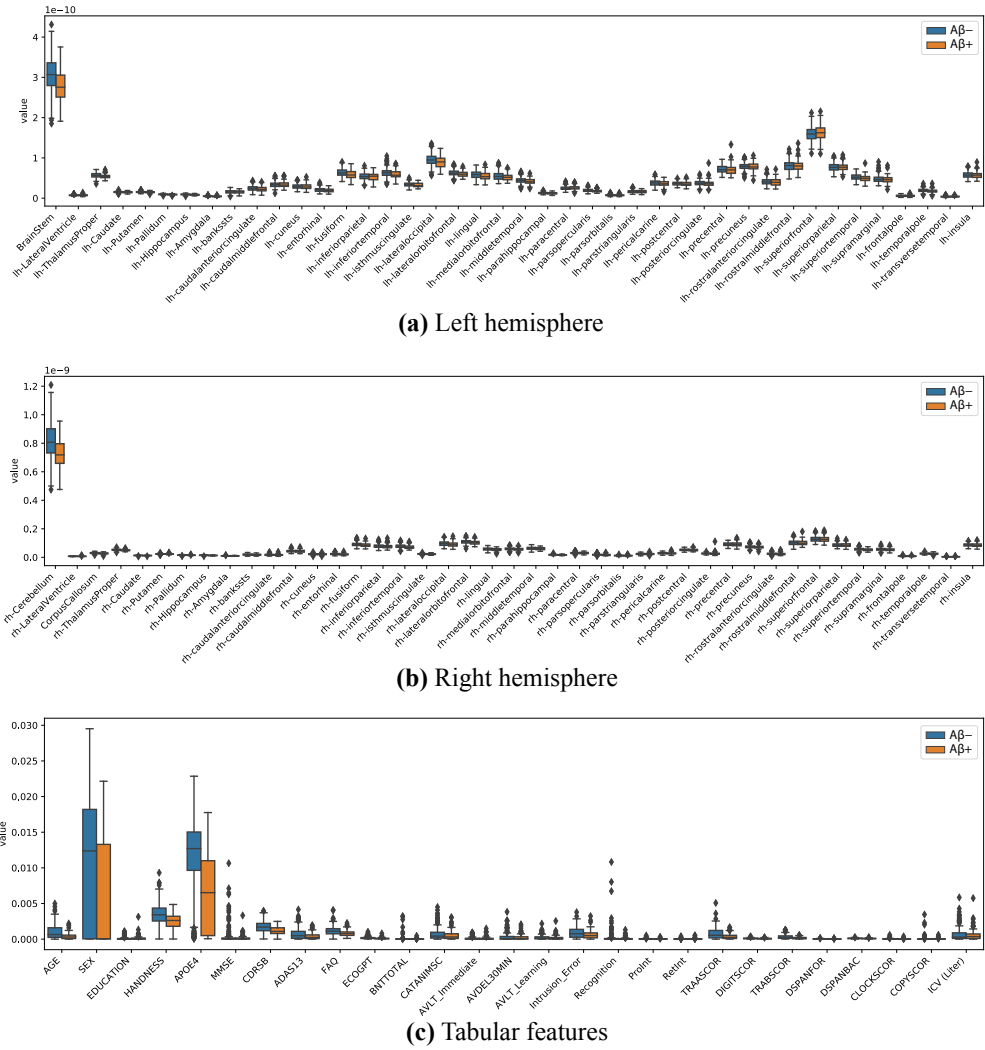 1e−10
4
3
2
1
0
value
Aβ−
Aβ+
BrainStem
lh-LateralVentricle
lh-ThalamusProper
lh-Caudate
lh-Putamen
lh-Pallidum
lh-Hippocampus
lh-Amygdala
lh-bankssts
lh-caudalanteriorcingulate
lh-caudalmiddlefrontal
lh-cuneus
lh-entorhinal
lh-fusiform
lh-inferiorparietal
lh-inferiortemporal
lh-isthmuscingulate
lh-lateraloccipital
lh-lateralorbitofrontal
lh-lingual
lh-medialorbitofrontal
lh-middletemporal
lh-parahippocampal
lh-paracentral
lh-parsopercularis
lh-parsorbitalis
lh-parstriangularis
lh-pericalcarine
lh-postcentral
lh-posteriorcingulate
lh-precentral
lh-precuneus
lh-rostralanteriorcingulate
lh-rostralmiddlefrontal
lh-superiorfrontal
lh-superiorparietal
lh-superiortemporal
lh-supramarginal
lh-frontalpole
lh-temporalpole
lh-transversetemporal
lh-insula
(a) Left hemisphere
1e−9
1.2
1.0
0.8
0.6
0.4
0.2
0.0
value
Aβ−
Aβ+
rh-Cerebellum
rh-LateralVentricle
CorpusCallosum
rh-ThalamusProper
rh-Caudate
rh-Putamen
rh-Pallidum
rh-Hippocampus
rh-Amygdala
rh-bankssts
rh-caudalanteriorcingulate
rh-caudalmiddlefrontal
rh-cuneus
rh-entorhinal
rh-fusiform
rh-inferiorparietal
rh-inferiortemporal
rh-isthmuscingulate
rh-lateraloccipital
rh-lateralorbitofrontal
rh-lingual
rh-medialorbitofrontal
rh-middletemporal
rh-parahippocampal
rh-paracentral
rh-parsopercularis
rh-parsorbitalis
rh-parstriangularis
rh-pericalcarine
rh-postcentral
rh-posteriorcingulate
rh-precentral
rh-precuneus
rh-rostralanteriorcingulate
rh-rostralmiddlefrontal
rh-superiorfrontal
rh-superiorparietal
rh-superiortemporal
rh-supramarginal
rh-frontalpole
rh-temporalpole
rh-transversetemporal
rh-insula
(b) Right hemisphere
0.030
0.025
0.020
0.015
0.010
0.005
0.000
value
Aβ−
Aβ+
AGE
SEX
EDUCATION
HANDNESS
APOE4
MMSE
CDRSB
ADAS13
FAQ
ECOGPT
BNTTOTAL
CATANIMSC
AVLT_Immediate
AVDEL30MIN
AVLT_Learning
Intrusion_Error
Recognition
ProInt
RetInt
TRAASCOR
DIGITSCOR
TRABSCOR
DSPANFOR
DSPANBAC
CLOCKSCOR
COPYSCOR
ICV (Liter)
(c) Tabular features